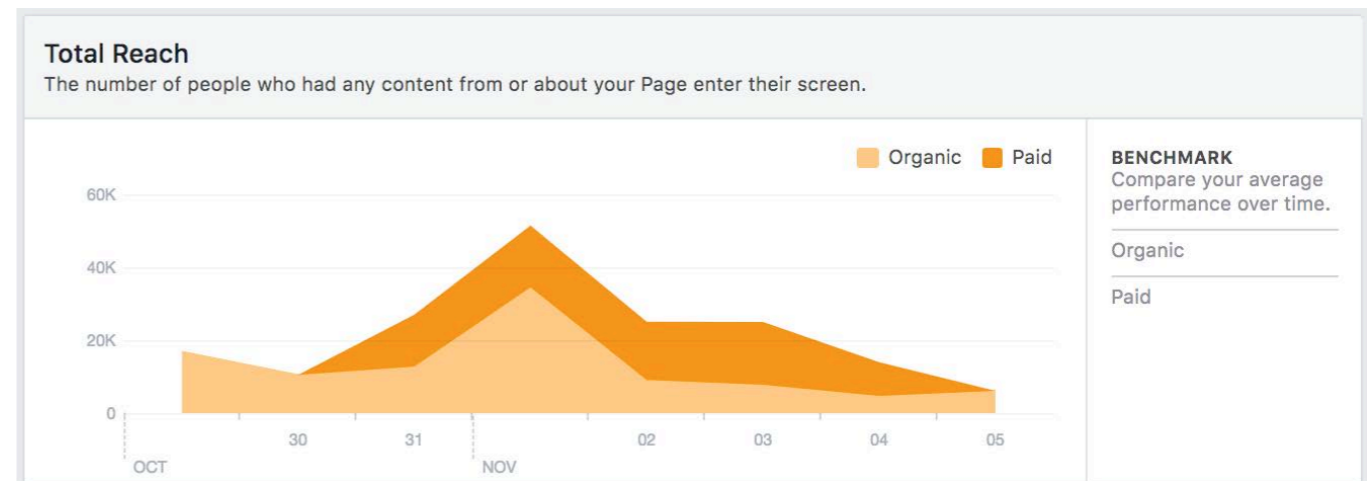 Total Reach
The number of people who had any content from or about your Page enter their screen.
Organic Paid
60K
40K
20K
0
30 31 02 03 04 05
OCT NOV
BENCHMARK
Compare your average
performance over time.
Organic
Paid